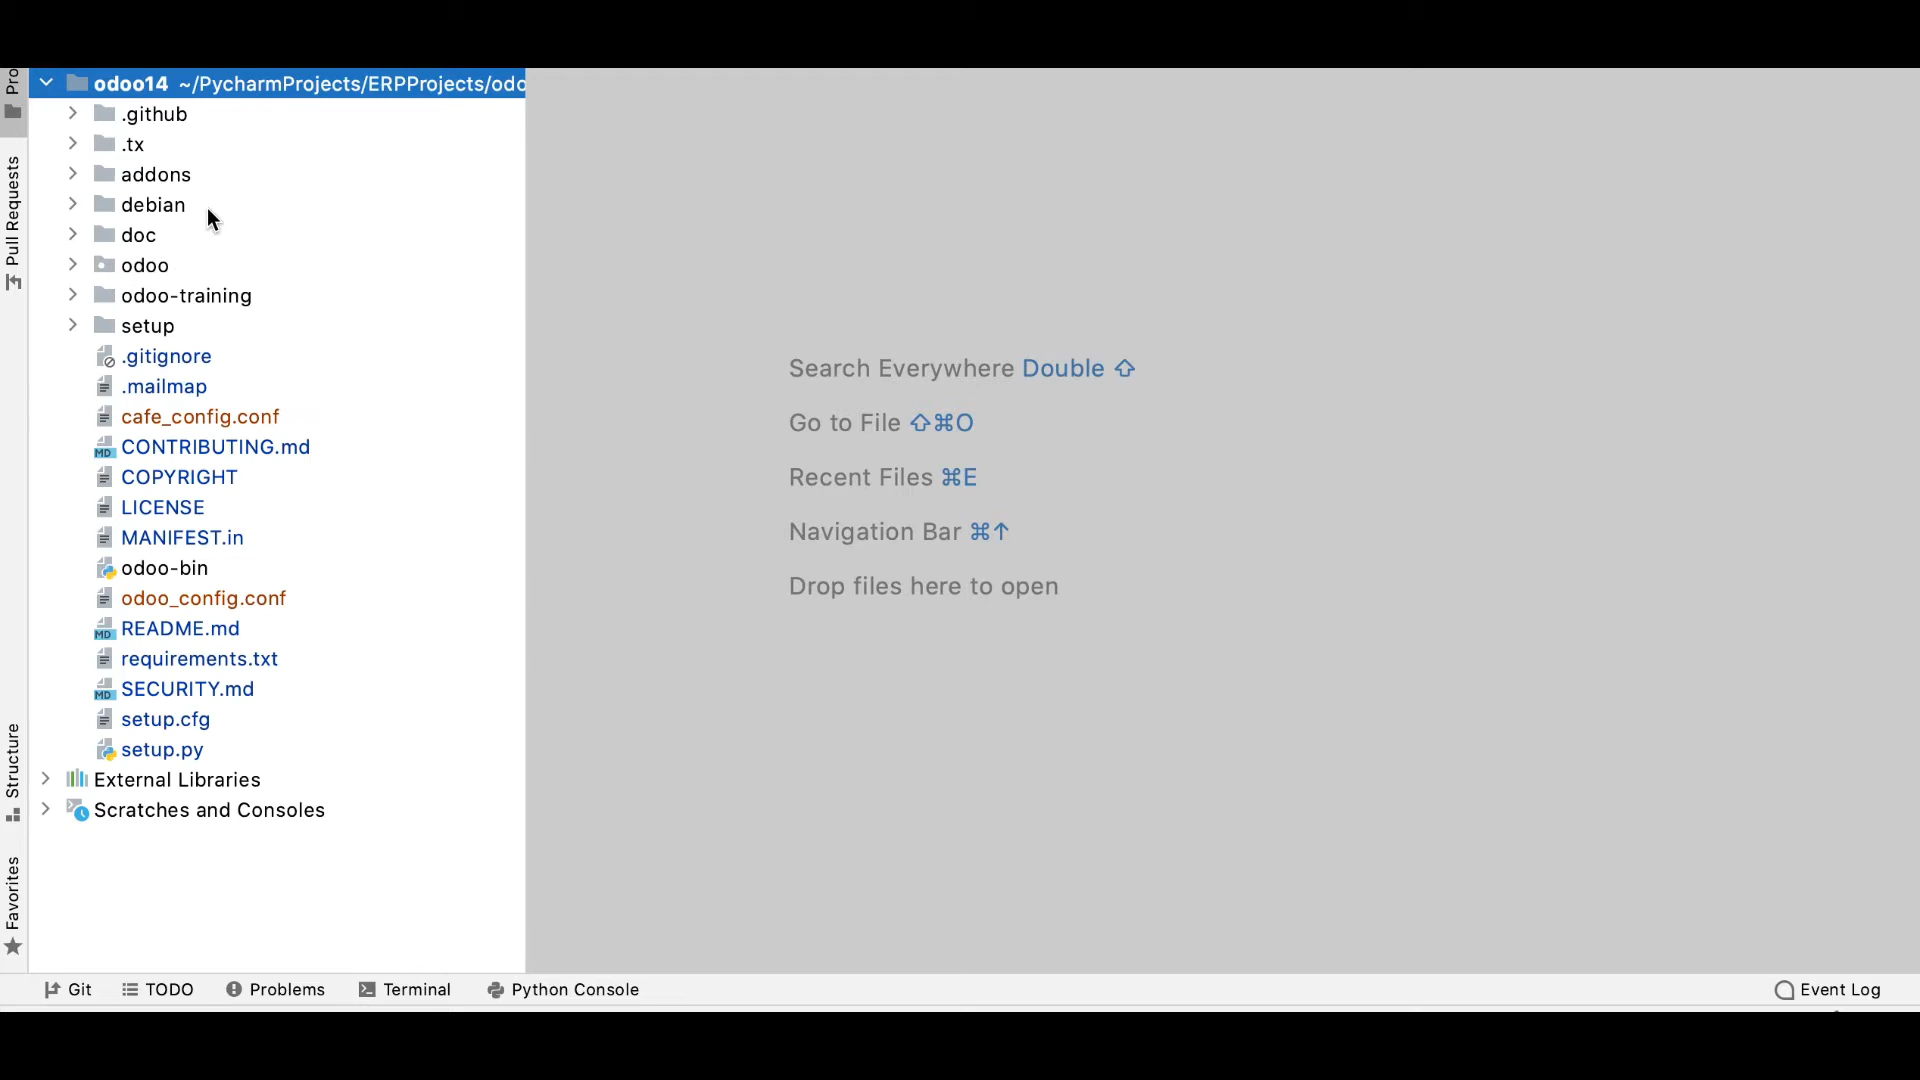 Pro
Pull Requests
Structure
Favorites
odoo14 ~/PycharmProjects/ERPProjects/odo
.github
.tx
addons
debian
doc
odoo
odoo-training
setup
.gitignore
.mailmap
cafe_config.conf
CONTRIBUTING.md
COPYRIGHT
LICENSE
MANIFEST.in
odoo-bin
odoo_config.conf
README.md
requirements.txt
SECURITY.md
setup.cfg
setup.py
External Libraries
Scratches and Consoles
Search Everywhere Double ⇧
Go to File ⇧⌘O
Recent Files ⌘E
Navigation Bar ⌘↑
Drop files here to open
Git TODO Problems Terminal Python Console Event Log